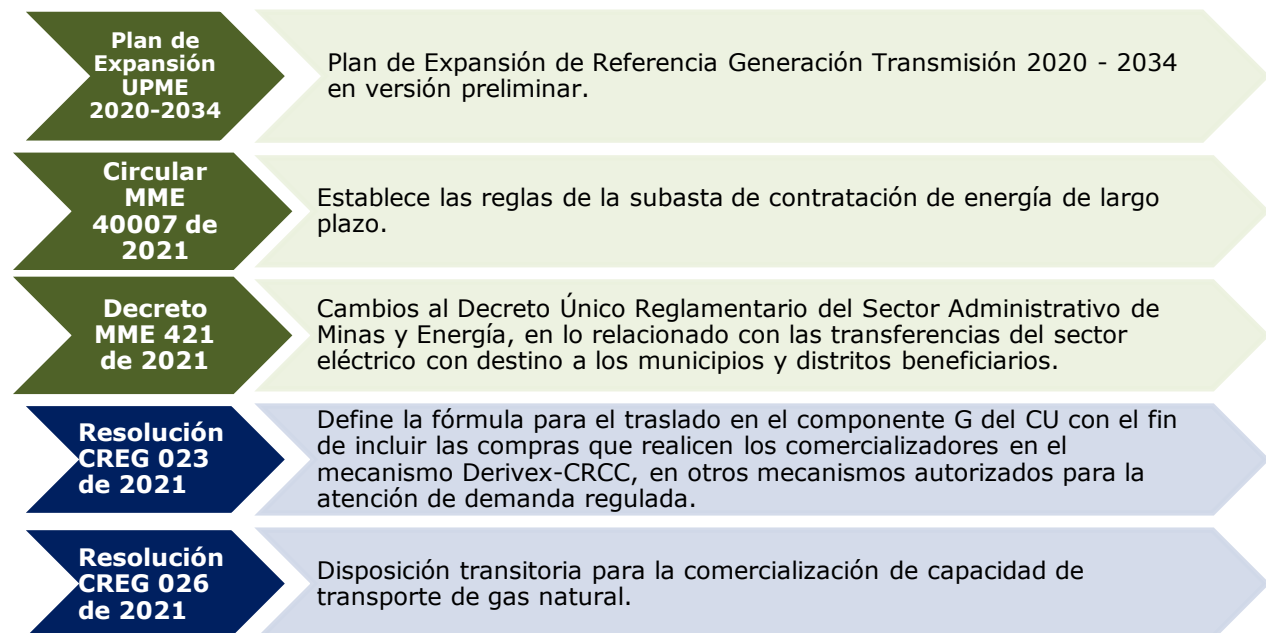 Plan de
Expansión
UPME
2020-2034
Plan de Expansión de Referencia Generación Transmisión 2020 - 2034
en versión preliminar.
Circular
MME
40007 de
2021
Establece las reglas de la subasta de contratación de energía de largo
plazo.
Decreto
MME 421
de 2021
Cambios al Decreto Único Reglamentario del Sector Administrativo de
Minas y Energía, en lo relacionado con las transferencias del sector
eléctrico con destino a los municipios y distritos beneficiarios.
Resolución
CREG 023
de 2021
Define la fórmula para el traslado en el componente G del CU con el fin
de incluir las compras que realicen los comercializadores en el
mecanismo Derivex-CRCC, en otros mecanismos autorizados para la
atención de demanda regulada.
Resolución
CREG 026
de 2021
Disposición transitoria para la comercialización de capacidad de
transporte de gas natural.